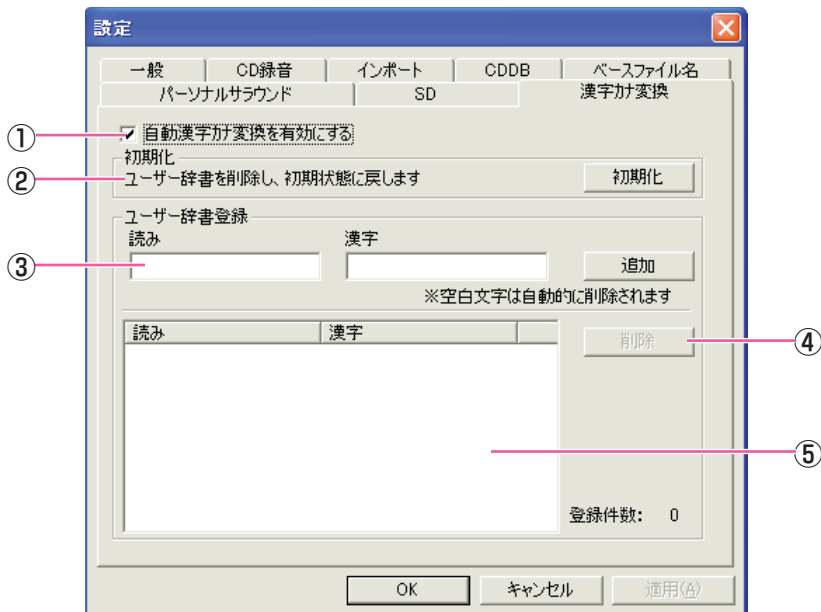 設定
一般 CD録音 インポート CDDB ベースファイル名
パーソナルサラウンド SD 漢字カナ変換
① 自動漢字カナ変換を有効にする
初期化
② ユーザー辞書を削除し、初期状態に戻します 初期化
ユーザー辞書登録
読み 漢字
③ 追加
※空白文字は自動的に削除されます
読み 漢字 削除 ④
⑤
登録件数: 0
OK キャンセル 適用(A)